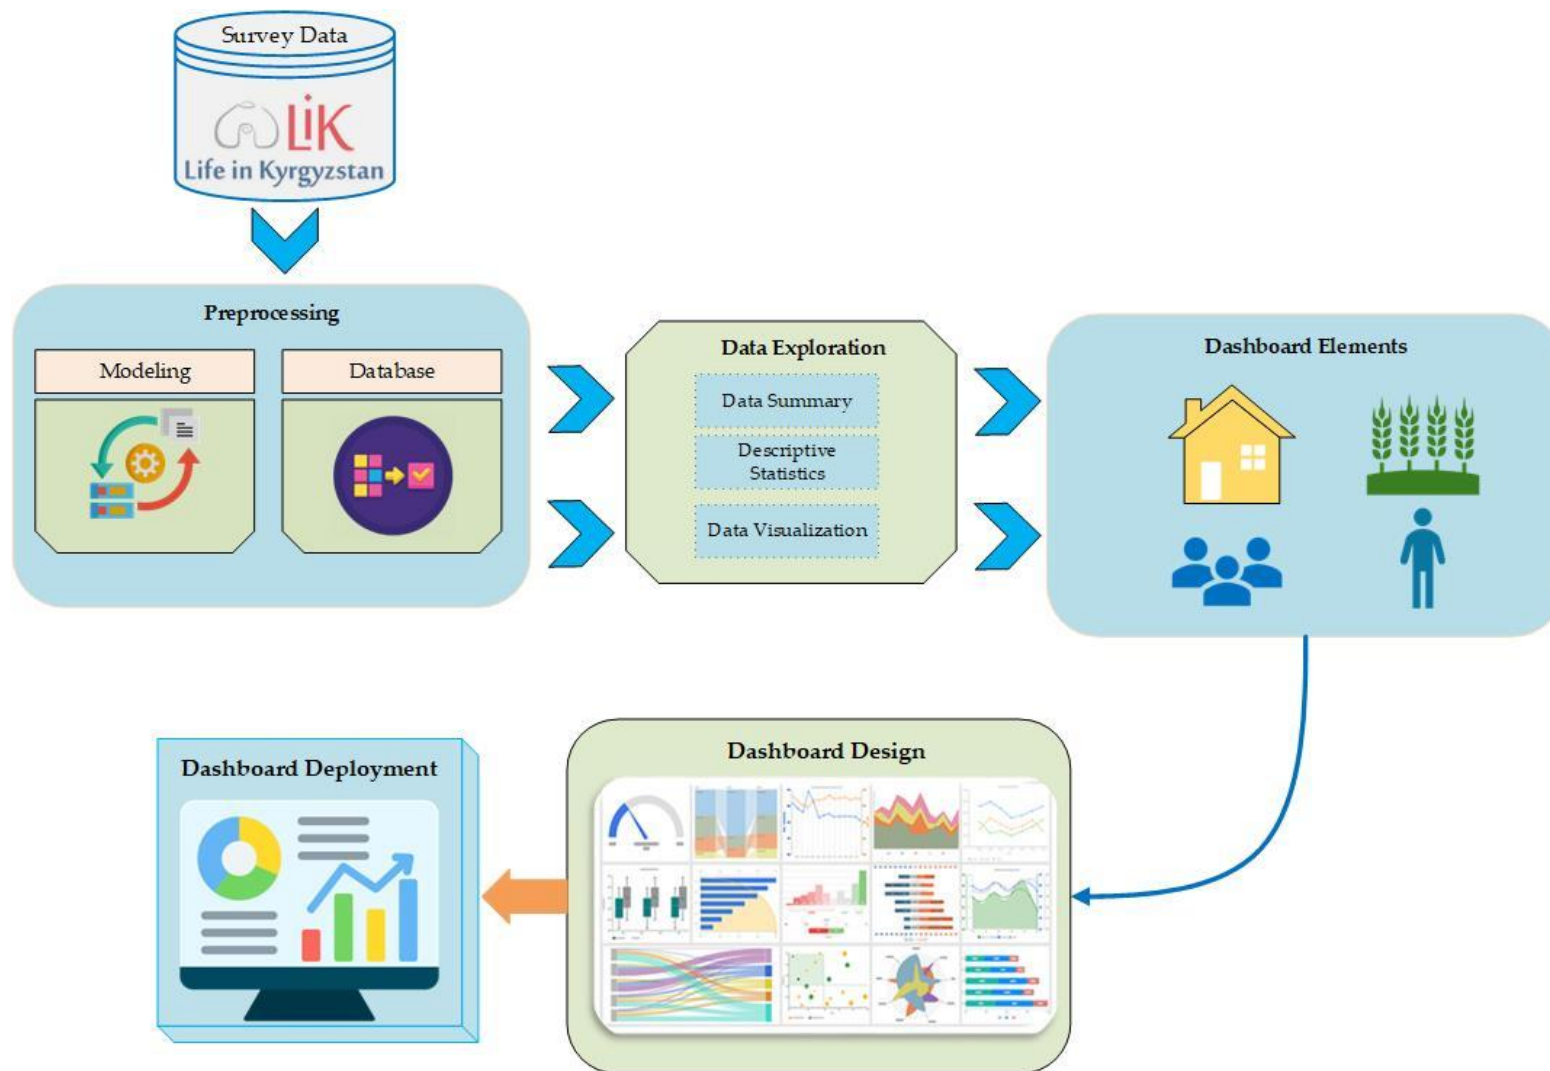 Survey Data
LiK
Life in Kyrgyzstan
Preprocessing
Modeling
Database
Data Exploration
Data Summary
Descriptive
Statistics
Data Visualization
Dashboard Elements
Dashboard Deployment
Dashboard Design